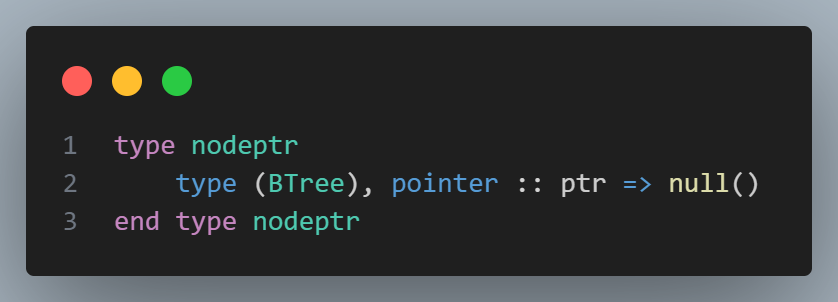 1 type nodeptr
2     type (BTree), pointer :: ptr => null()
3 end type nodeptr